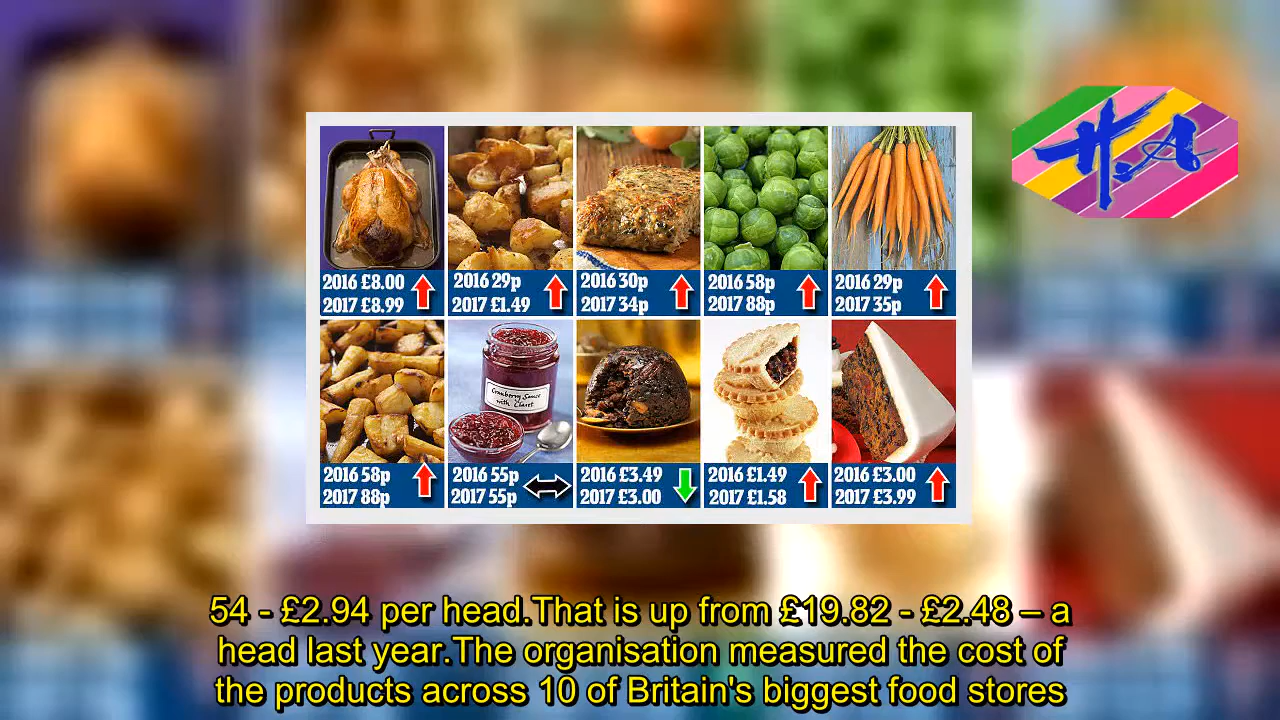 H.A
2016 £8.00
2017 £8.99
2016 29p
2017 £1.49
2016 30p
2017 34p
2016 58p
2017 88p
2016 29p
2017 35p
2016 58p
2017 88p
Cranberry Sauce
with Claret
2016 55p
2017 55p
2016 £3.49
2017 £3.00
2016 £1.49
2017 £1.58
2016 £3.00
2017 £3.99
54 - £2.94 per head.That is up from £19.82 - £2.48 – a
head last year.The organisation measured the cost of
the products across 10 of Britain's biggest food stores